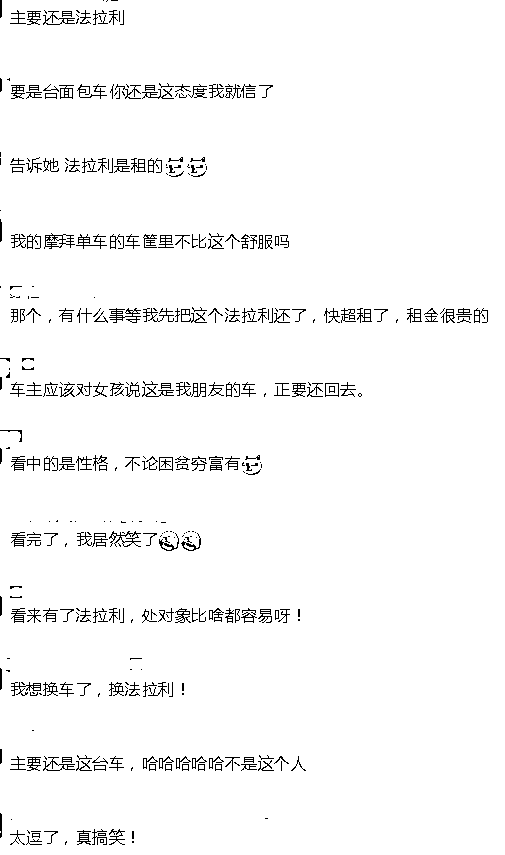 主要还是法拉利
要是台面包车你还是这态度我就信了
告诉她 法拉利是租的
我的摩拜单车的车筐里不比这个舒服吗
那个，有什么事等我先把这个法拉利还了，快超租了，租金很贵的
车主应该对女孩说这是我朋友的车，正要还回去。
看中的是性格，不论困贫穷富有
看完了，我居然笑了
看来有了法拉利，处对象比啥都容易呀！
我想换车了，换法拉利！
主要还是这台车，哈哈哈哈哈不是这个人
太逗了，真搞笑！